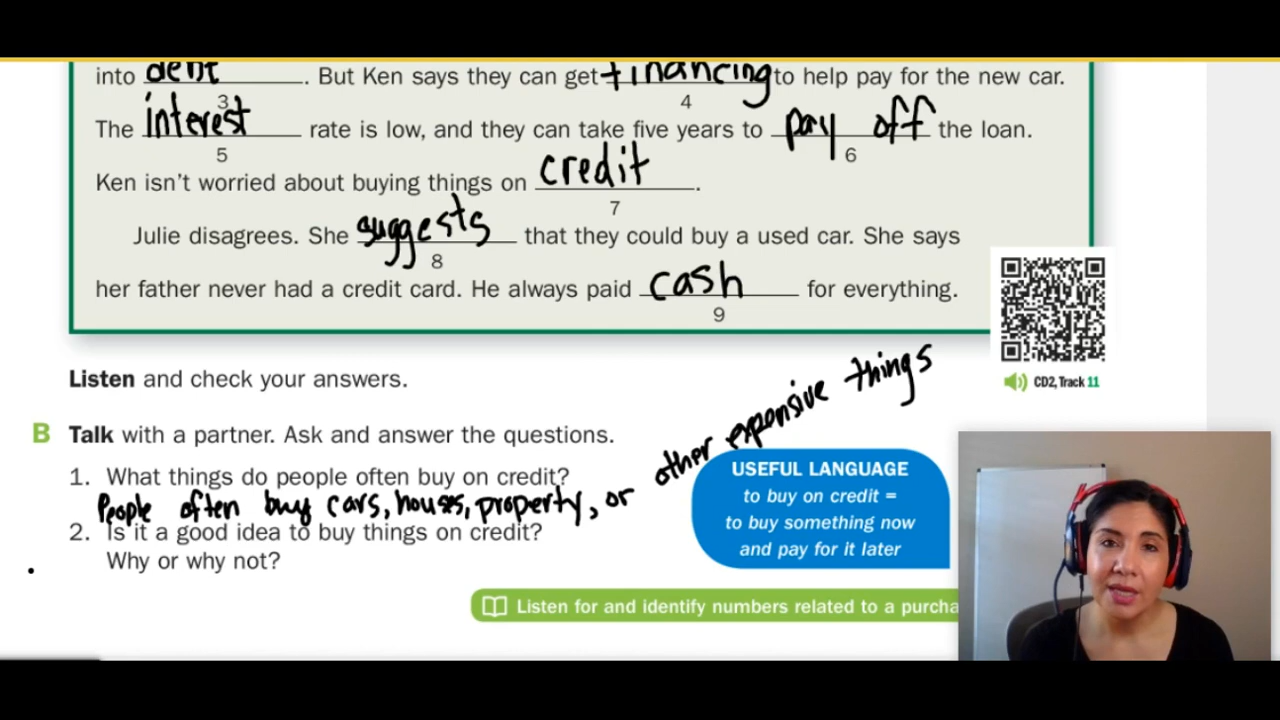 into debt. But Ken says they can get financing to help pay for the new car.
3 4
The interest rate is low, and they can take five years to pay off the loan.
5 6
Ken isn't worried about buying things on credit.
7
Julie disagrees. She suggests that they could buy a used car. She says
8
her father never had a credit card. He always paid cash for everything.
9
CD2, Track 11
Listen and check your answers.
B Talk with a partner. Ask and answer the questions.
1. What things do people often buy on credit?
People often buy cars, houses, property, or other expensive things
2. Is it a good idea to buy things on credit?
Why or why not?
USEFUL LANGUAGE
to buy on credit =
to buy something now
and pay for it later
Listen for and identify numbers related to a purcha